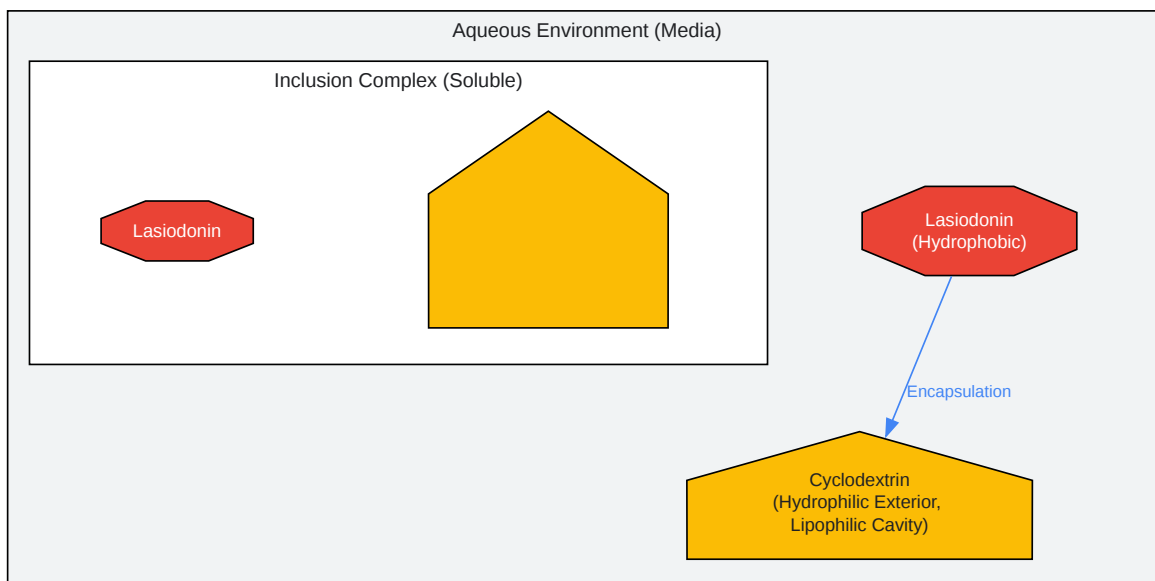 Aqueous Environment (Media)
Inclusion Complex (Soluble)
Lasiodonin
Lasiodonin
(Hydrophobic)
Encapsulation
Cyclodextrin
(Hydrophilic Exterior,
Lipophilic Cavity)